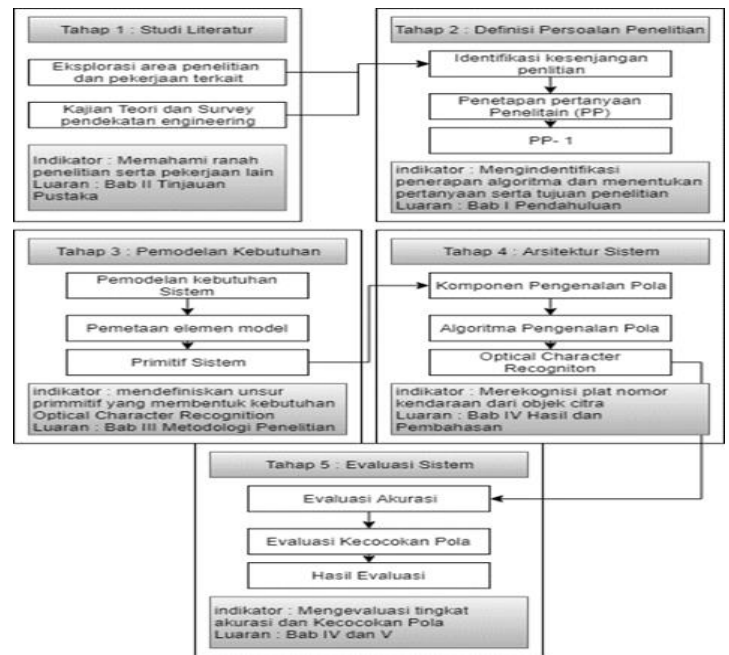 Tahap 1 : Studi Literatur
Eksplorasi area penelitian
dan pekerjaan terkait
Kajian Teori dan Survey
pendekatan engineering
Indikator : Memahami ranah
penelitian serta pekerjaan lain
Luaran : Bab II Tinjauan
Pustaka
Tahap 2 : Definisi Persoalan Penelitian
Identifikasi kesenjangan
penlitian
Penetapan pertanyaan
Penelitain (PP)
PP- 1
indikator : Mengindentifikasi
penerapan algoritma dan menentukan
pertanyaan serta tujuan penelitian
Luaran : Bab I Pendahuluan
Tahap 3 : Pemodelan Kebutuhan
Pemodelan kebutuhan
Sistem
Pemetaan elemen model
Primitif Sistem
indikator : mendefiniskan unsur
primmitif yang membentuk kebutuhan
Optical Character Recognition
Luaran : Bab III Metodologi Penelitian
Tahap 4 : Arsitektur Sistem
Komponen Pengenalan Pola
Algoritma Pengenalan Pola
Optical Character
Recogniton
indikator : Merekognisi plat nomor
kendaraan dari objek citra
Luaran : Bab IV Hasil dan
Pembahasan
Tahap 5 : Evaluasi Sistem
Evaluasi Akurasi
Evaluasi Kecocokan Pola
Hasil Evaluasi
indikator : Mengevaluasi tingkat
akurasi dan Kecocokan Pola
Luaran : Bab IV dan V